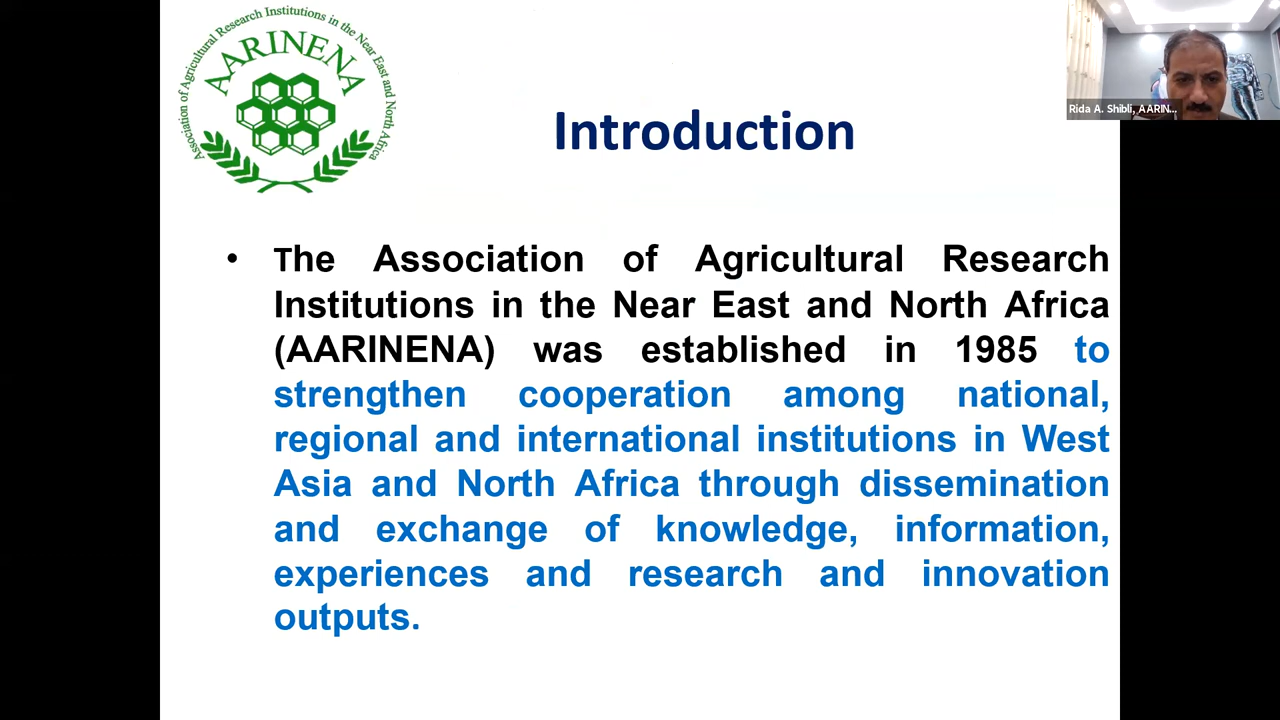 Association of Agricultural Research Institutions in the Near East and North Africa
AARINENA
Introduction
Rida A. Shibli, AARIN...
• The Association of Agricultural Research
Institutions in the Near East and North Africa
(AARINENA) was established in 1985 to
strengthen cooperation among national,
regional and international institutions in West
Asia and North Africa through dissemination
and exchange of knowledge, information,
experiences and research and innovation
outputs.